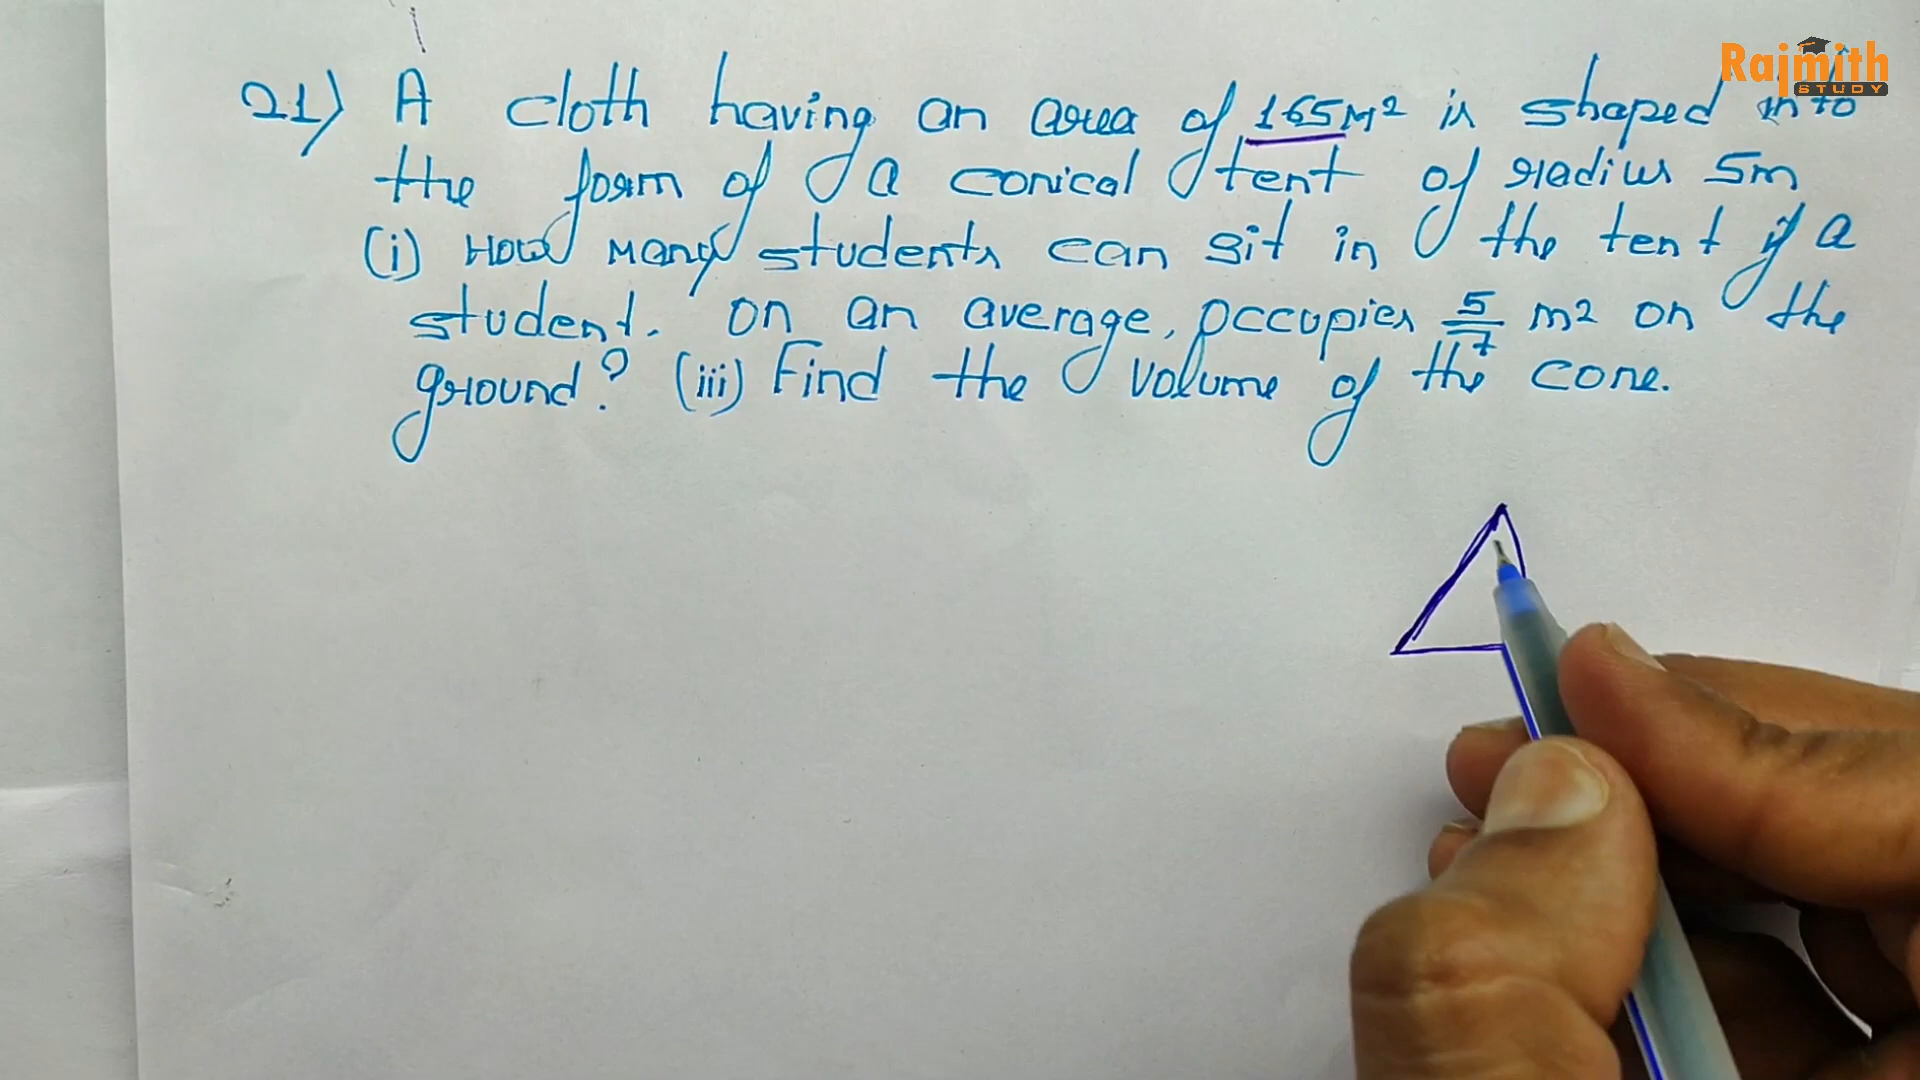 Rajmith
STUDY
21) A cloth having an area of 165M² is shaped into
the form of a conical tent of radius 5m
(i) How many students can sit in the tent if a
student. on an average, occupies 5/7 m² on the
ground? (iii) Find the volume of the cone.